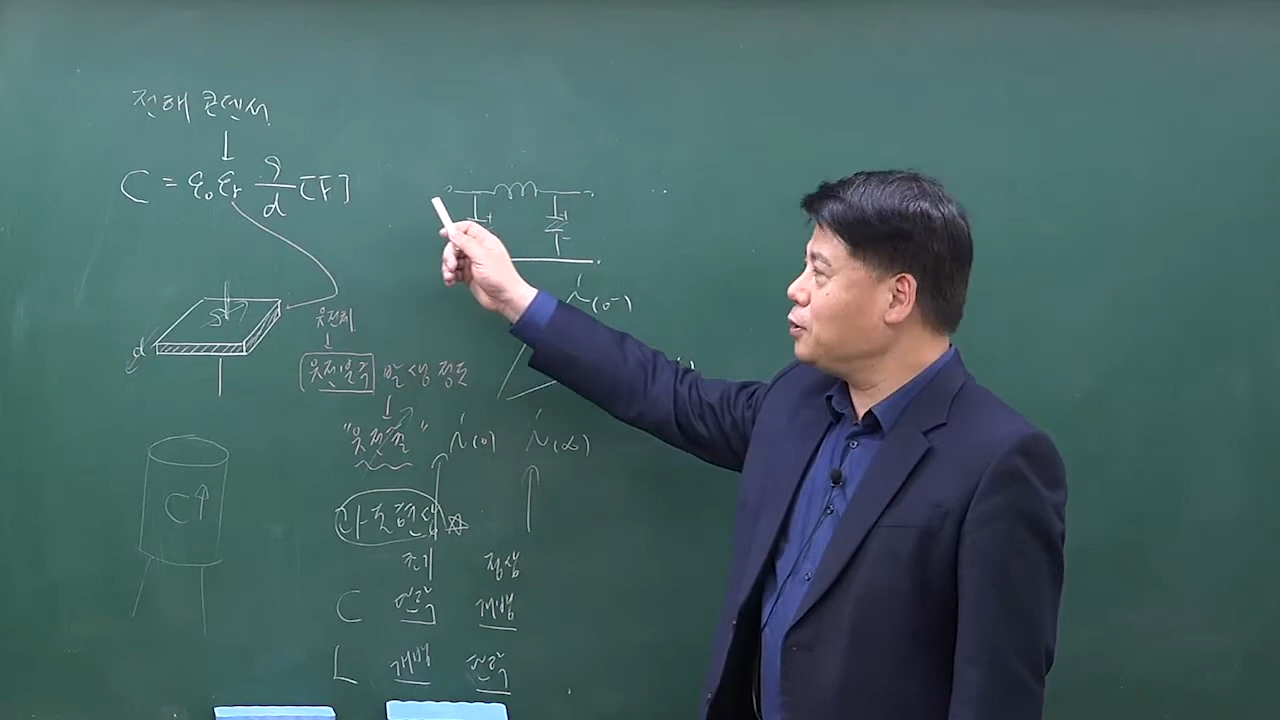 전해 콘덴서
C = ε₀εᵣ S/d [F]
S
d
유전체
유전분극 발생 정도
"유전율"
i(0-)
i(0) i(∞)
과도현상
초기 정상
C 단락 개방
L 개방 단락
C↑